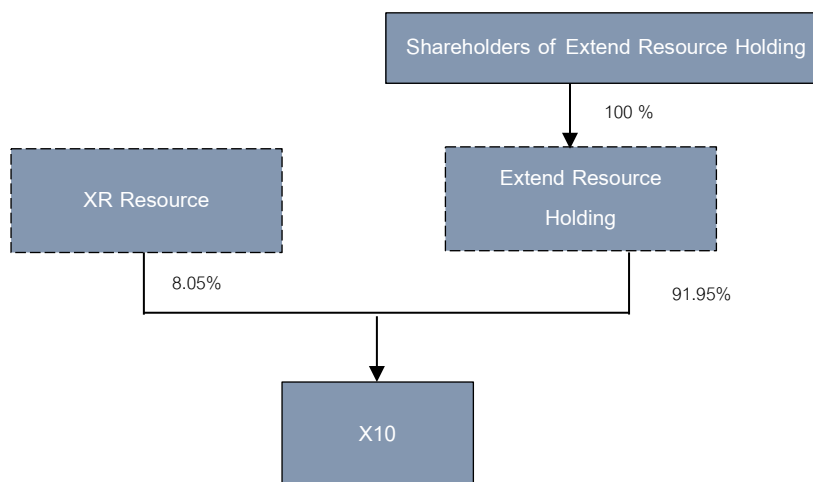 Shareholders of Extend Resource Holding
100 %
XR Resource
Extend Resource
Holding
8.05%
91.95%
X10